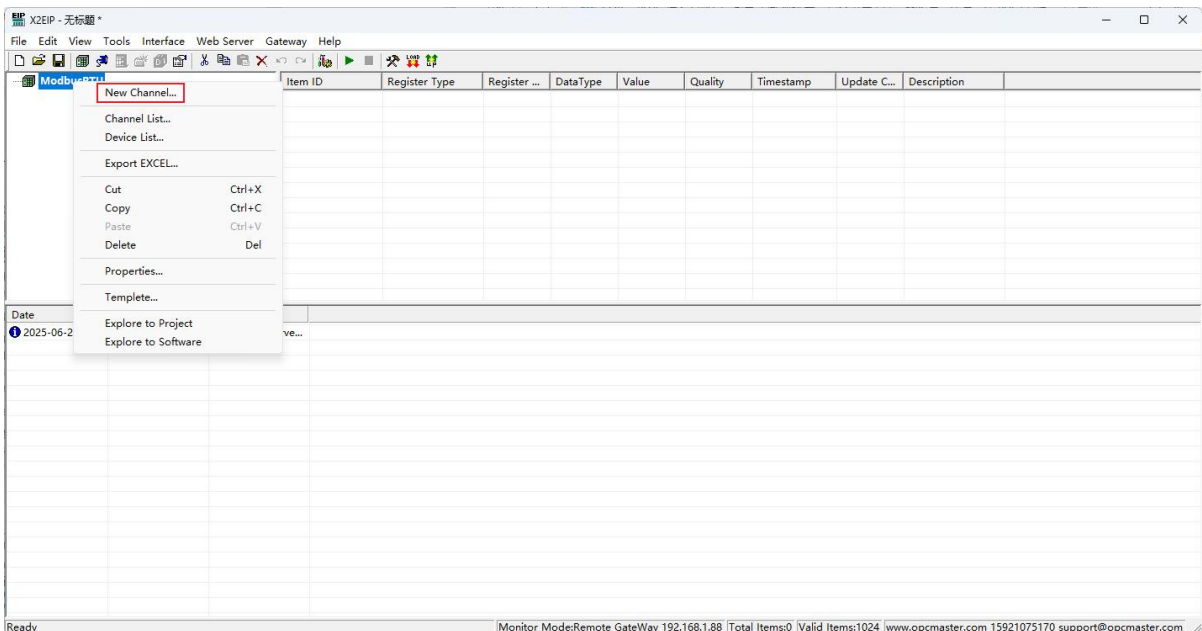 EIP X2EIP - 无标题 *
File Edit View Tools Interface Web Server Gateway Help
ModbusRTU Item ID Register Type Register ... DataType Value Quality Timestamp Update C... Description
New Channel...
Channel List...
Device List...
Export EXCEL...
Cut Ctrl+X
Copy Ctrl+C
Paste Ctrl+V
Delete Del
Properties...
Templete...
Explore to Project
Explore to Software
Date
2025-06-2 rve...
Ready Monitor Mode:Remote GateWay 192.168.1.88 Total Items:0 Valid Items:1024 www.opcmaster.com 15921075170 support@opcmaster.com